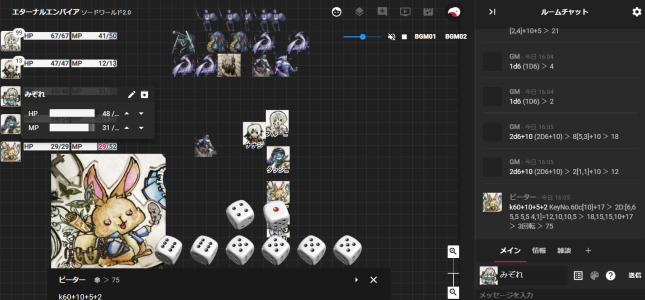 エターナルエンパイア ソードワールド2.0
99
HP 67/67 MP 41/50
13
HP 47/47 MP 12/13
みぞれ
HP 48 /...
MP 31 /...
HP 29/29 MP 29/32
BGM01 BGM02
ピーター > 75
k60+10+5+2
ルームチャット
[2,4]+10+5 ＞ 21
GM - 今日 16:04
1d6 (1D6) ＞ 4
GM - 今日 16:04
1d6 (1D6) ＞ 2
GM - 今日 16:05
2d6+10 (2D6+10) ＞ 8[5,3]+10 ＞ 18
GM - 今日 16:05
2d6+10 (2D6+10) ＞ 2[1,1]+10 ＞ 12
ピーター - 今日 16:05
k60+10+5+2 KeyNo.60c[10]+17 ＞ 2D:[6,6
5,5 5,5 4,1]=12,10,10,5 ＞ 18,15,15,10+17
＞ 3回転 ＞ 75
メイン 情報 雑談 +
みぞれ
送信
メッセージを入力